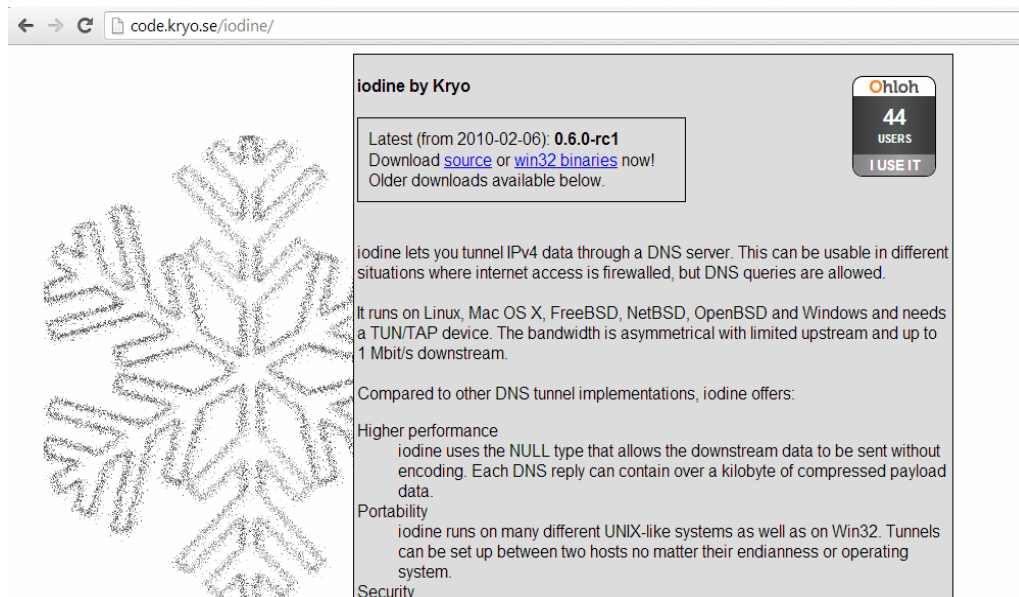 code.kryo.se/iodine/
iodine by Kryo
Ohloh
44
USERS
I USE IT
Latest (from 2010-02-06): 0.6.0-rc1
Download source or win32 binaries now!
Older downloads available below.
iodine lets you tunnel IPv4 data through a DNS server. This can be usable in different
situations where internet access is firewalled, but DNS queries are allowed.
It runs on Linux, Mac OS X, FreeBSD, NetBSD, OpenBSD and Windows and needs
a TUN/TAP device. The bandwidth is asymmetrical with limited upstream and up to
1 Mbit/s downstream.
Compared to other DNS tunnel implementations, iodine offers:
Higher performance
iodine uses the NULL type that allows the downstream data to be sent without
encoding. Each DNS reply can contain over a kilobyte of compressed payload
data.
Portability
iodine runs on many different UNIX-like systems as well as on Win32. Tunnels
can be set up between two hosts no matter their endianness or operating
system.
Security